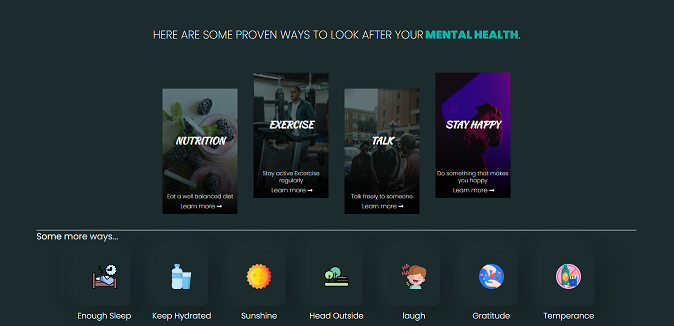 HERE ARE SOME PROVEN WAYS TO LOOK AFTER YOUR MENTAL HEALTH.
NUTRITION
Eat a well balanced diet
Learn more ➞
EXERCISE
Stay active Excercise
regularly
Learn more ➞
TALK
Talk freely to someone
Learn more ➞
STAY HAPPY
Do something that makes
you happy
Learn more ➞
Some more ways...
HA
HA
Enough Sleep
Keep Hydrated
Sunshine
Head Outside
laugh
Gratitude
Temperance